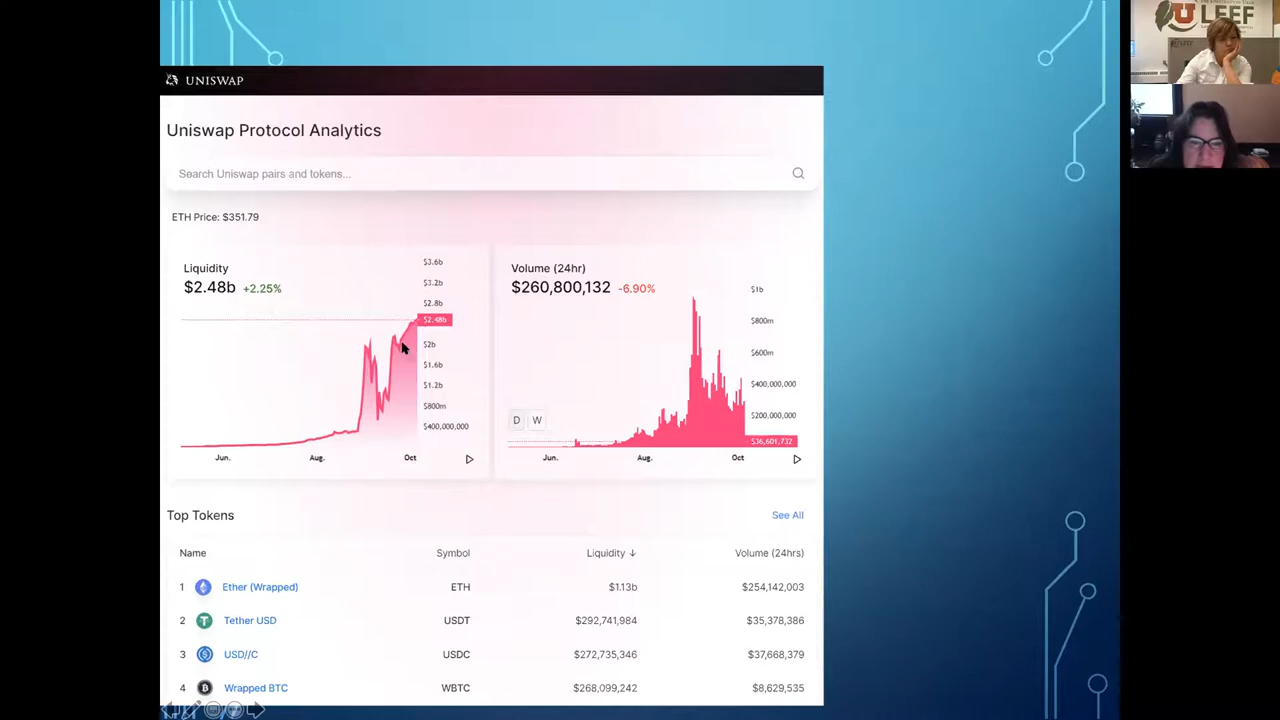 UNISWAP
Uniswap Protocol Analytics
Search Uniswap pairs and tokens...
ETH Price: $351.79
Liquidity
$2.48b +2.25%
$3.6b
$3.2b
$2.8b
$2.48b
$2b
$1.6b
$1.2b
$800m
$400,000,000
Jun. Aug. Oct
Volume (24hr)
$260,800,132 -6.90%
$1b
$800m
$600m
$400,000,000
$200,000,000
$36,601,732
D W
Jun. Aug. Oct
Top Tokens See All
Name Symbol Liquidity ↓ Volume (24hrs)
1 Ether (Wrapped) ETH $1.13b $254,142,003
2 Tether USD USDT $292,741,984 $35,378,386
3 USD//C USDC $272,735,346 $37,668,379
4 Wrapped BTC WBTC $268,099,242 $8,629,535
U LEEF